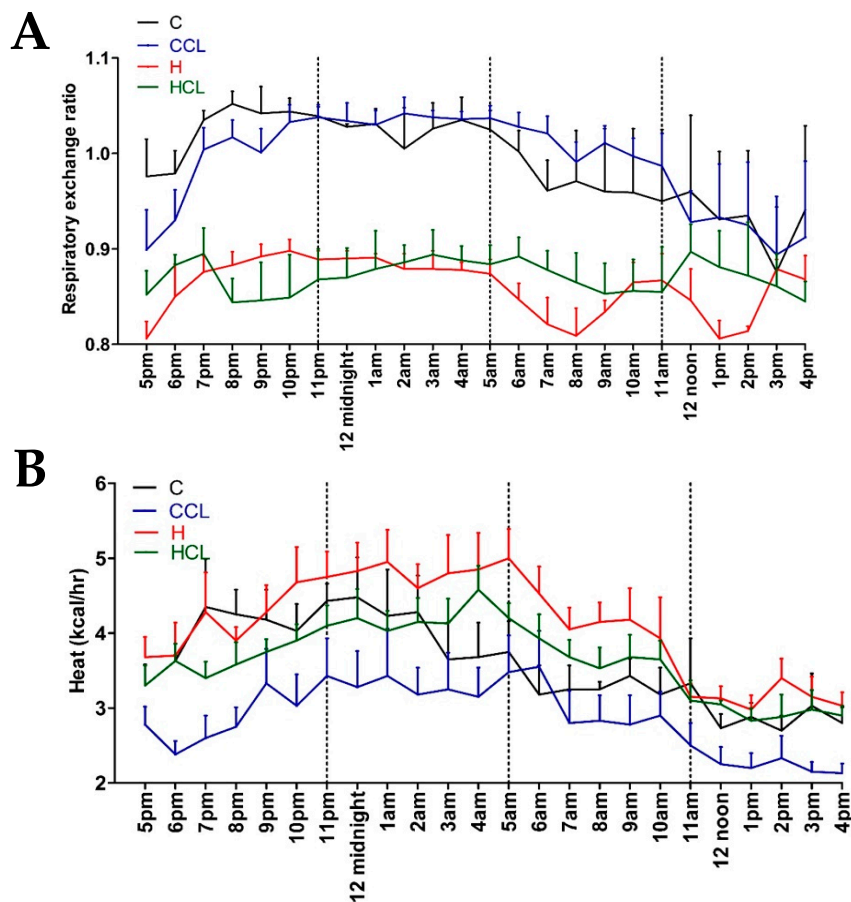 A
C
CCL
H
HCL
Respiratory exchange ratio
1.1
1.0
0.9
0.8
5pm
6pm
7pm
8pm
9pm
10pm
11pm
12 midnight
1am
2am
3am
4am
5am
6am
7am
8am
9am
10am
11am
12 noon
1pm
2pm
3pm
4pm
B
C
CCL
H
HCL
Heat (kcal/hr)
6
5
4
3
2
5pm
6pm
7pm
8pm
9pm
10pm
11pm
12 midnight
1am
2am
3am
4am
5am
6am
7am
8am
9am
10am
11am
12 noon
1pm
2pm
3pm
4pm